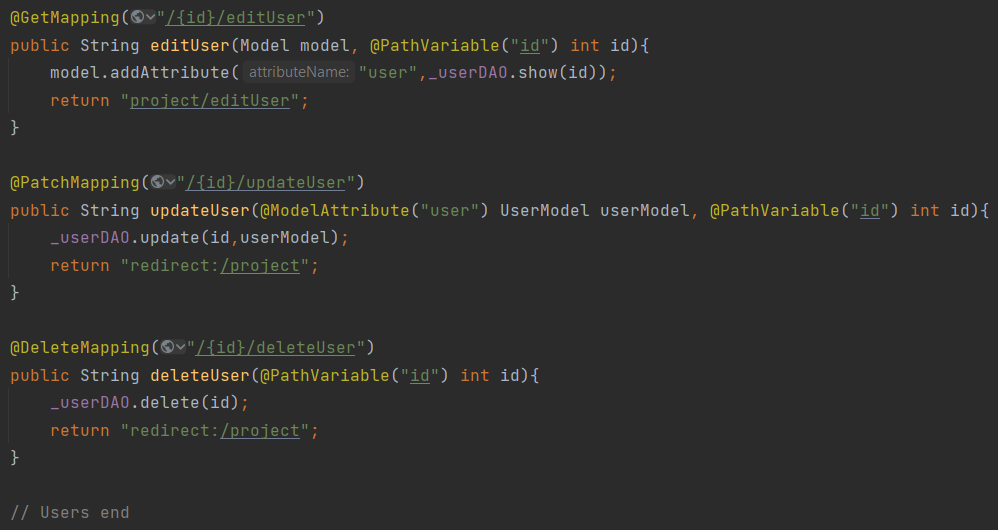 @GetMapping("/{id}/editUser")
public String editUser(Model model, @PathVariable("id") int id){
model.addAttribute( attributeName: "user",_userDAO.show(id));
return "project/editUser";
}
@PatchMapping("/{id}/updateUser")
public String updateUser(@ModelAttribute("user") UserModel userModel, @PathVariable("id") int id){
_userDAO.update(id,userModel);
return "redirect:/project";
}
@DeleteMapping("/{id}/deleteUser")
public String deleteUser(@PathVariable("id") int id){
_userDAO.delete(id);
return "redirect:/project";
}
// Users end